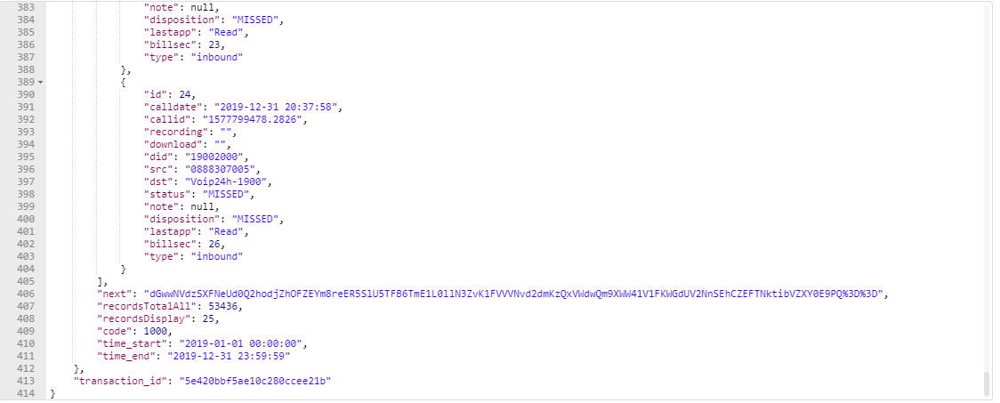 383 "note": null,
384 "disposition": "MISSED",
385 "lastapp": "Read",
386 "billsec": 23,
387 "type": "inbound"
388 },
389 {
390 "id": 24,
391 "calldate": "2019-12-31 20:37:58",
392 "callid": "1577799478.2826",
393 "recording": "",
394 "download": "",
395 "did": "19002000",
396 "src": "0888307005",
397 "dst": "Voip24h-1900",
398 "status": "MISSED",
399 "note": null,
400 "disposition": "MISSED",
401 "lastapp": "Read",
402 "billsec": 26,
403 "type": "inbound"
404 }
405 ],
406 "next":
407 "recordsTotalAll": 53436,
408 "recordsDisplay": 25,
409 "code": 1000,
410 "time_start": "2019-01-01 00:00:00",
411 "time_end": "2019-12-31 23:59:59"
412 },
413 "transaction_id": "5e420bbf5ae10c280ccee21b"
414 }